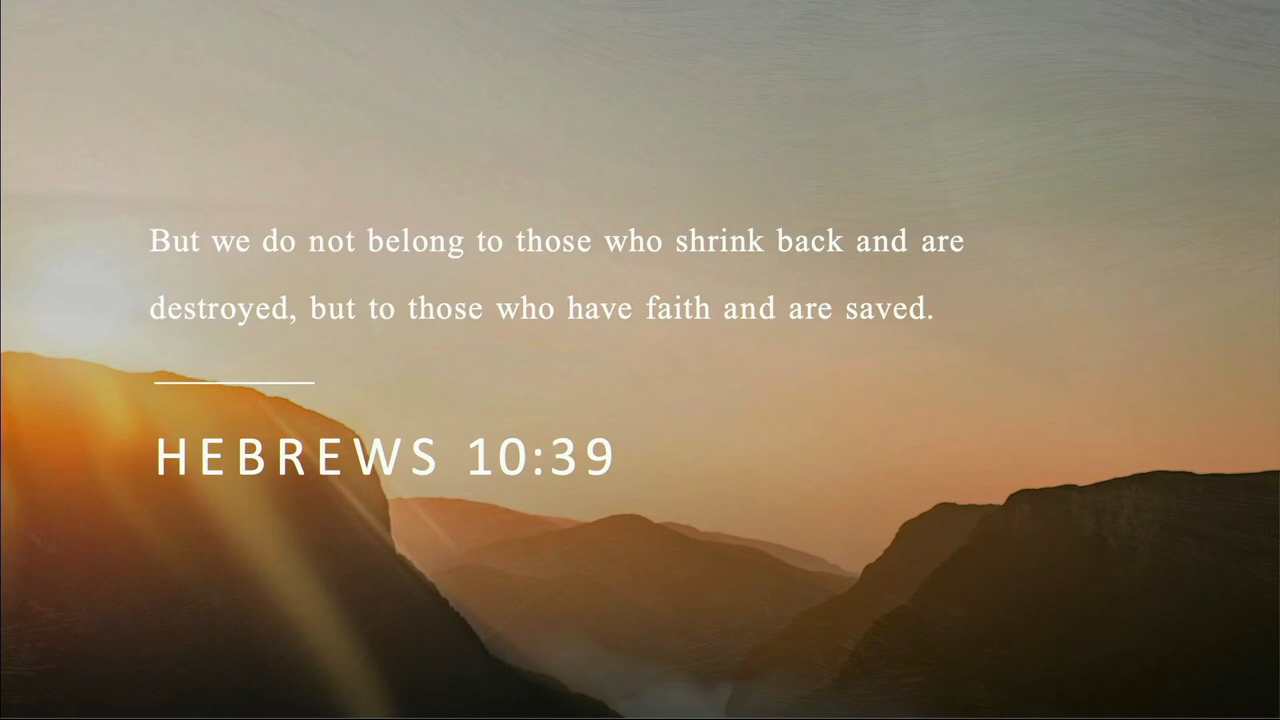 But we do not belong to those who shrink back and are
destroyed, but to those who have faith and are saved.
HEBREWS 10:39